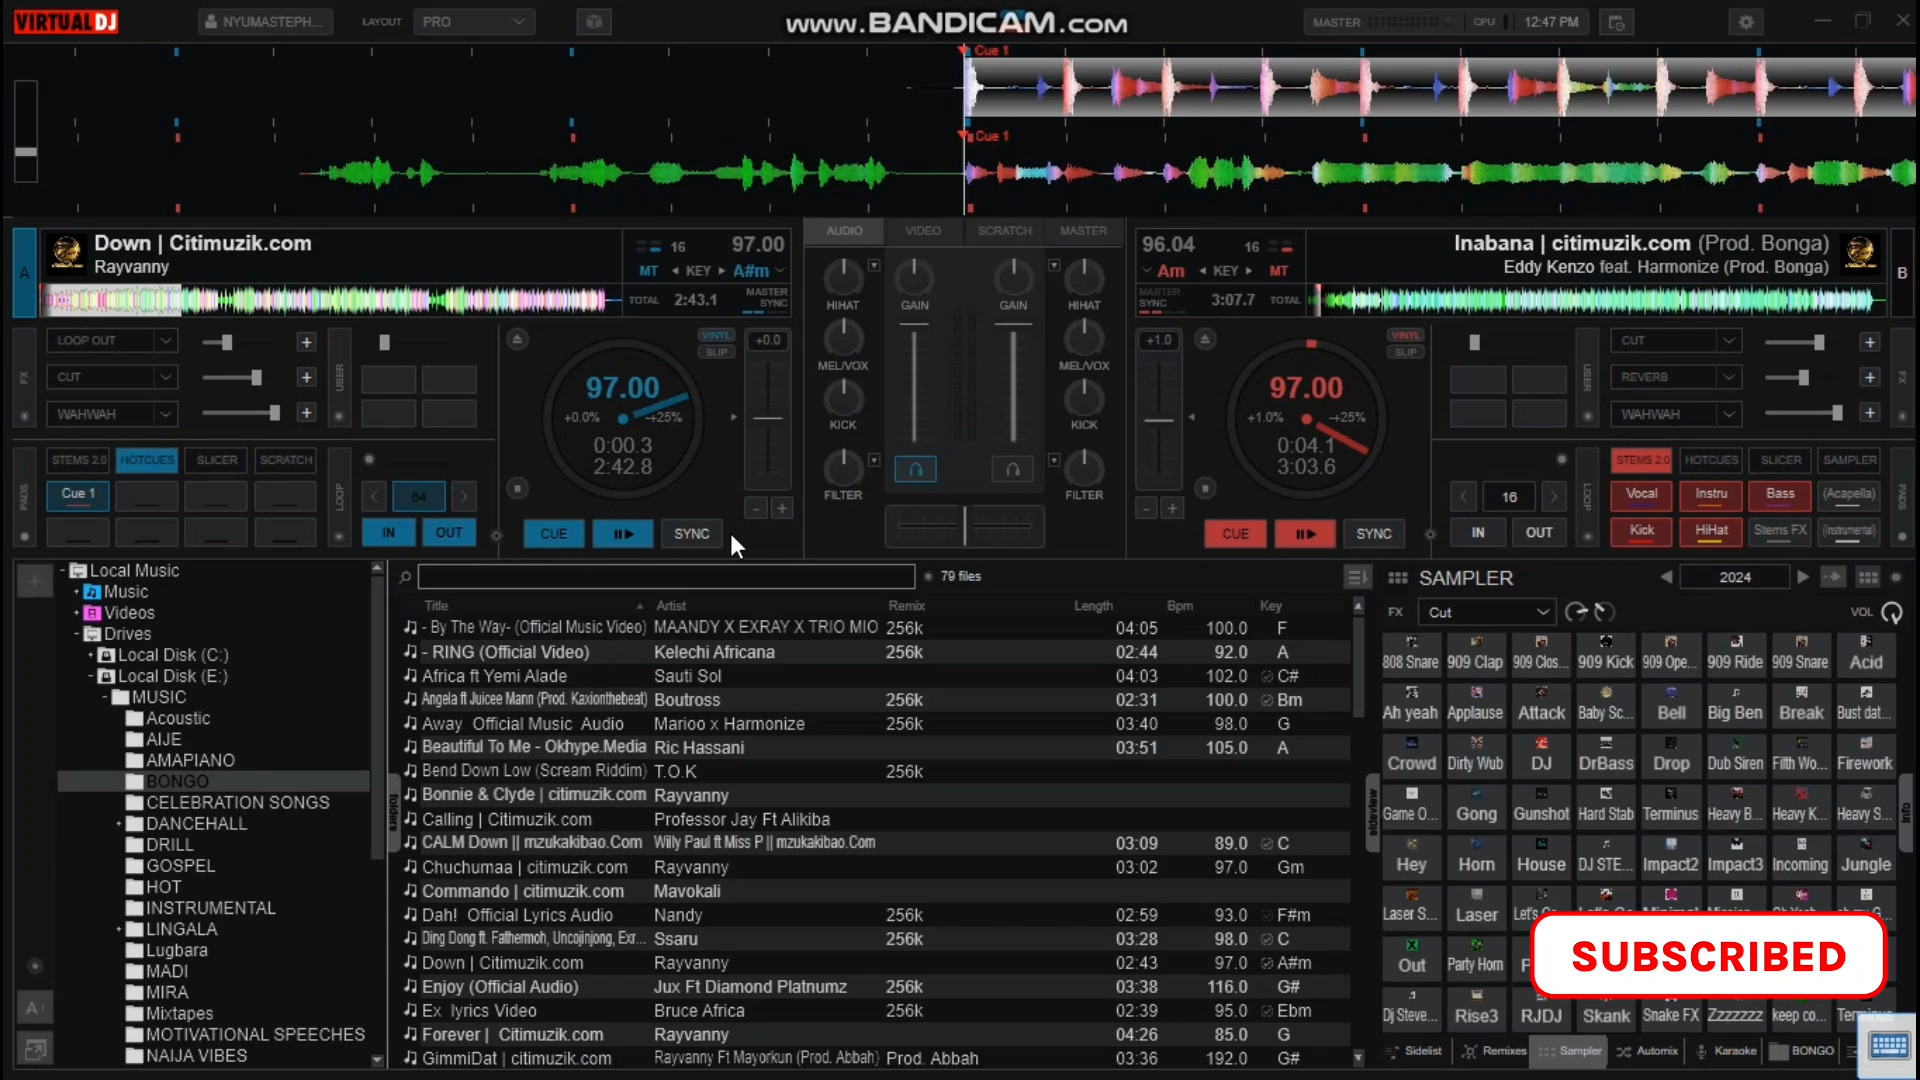 VIRTUALDJ
NYUMASTEPH...
LAYOUT
PRO
www.BANDICAM.com
MASTER
CPU
12:47 PM
Cue 1
Cue 1
A
Down | Citimuzik.com
Rayvanny
16
97.00
MT
KEY
A#m
TOTAL
2:43.1
MASTER
SYNC
AUDIO
VIDEO
SCRATCH
MASTER
96.04
16
Am
KEY
MT
MASTER
SYNC
3:07.7
TOTAL
Inabana | citimuzik.com (Prod. Bonga)
Eddy Kenzo feat. Harmonize (Prod. Bonga)
B
FX
LOOP OUT
CUT
WAHWAH
USER
VINYL
SLIP
+0.0
97.00
+0.0%
±25%
0:00.3
2:42.8
HIHAT
MEL/VOX
KICK
FILTER
GAIN
GAIN
HIHAT
MEL/VOX
KICK
FILTER
+1.0
VINYL
SLIP
97.00
+1.0%
±25%
0:04.1
3:03.6
USER
CUT
REVERB
WAHWAH
FX
PADS
STEMS 2.0
HOTCUES
SLICER
SCRATCH
Cue 1
LOOP
64
IN
OUT
CUE
SYNC
CUE
SYNC
16
IN
OUT
LOOP
STEMS 2.0
HOTCUES
SLICER
SAMPLER
Vocal
Instru
Bass
(Acapella)
Kick
HiHat
Stems FX
(Instrumental)
PADS
Local Music
Music
Videos
Drives
Local Disk (C:)
Local Disk (E:)
MUSIC
Acoustic
AIJE
AMAPIANO
BONGO
CELEBRATION SONGS
DANCEHALL
DRILL
GOSPEL
HOT
INSTRUMENTAL
LINGALA
Lugbara
MADI
MIRA
Mixtapes
MOTIVATIONAL SPEECHES
NAIJA VIBES
folders
79 files
Title Artist Remix Length Bpm Key
- By The Way- (Official Music Video) MAANDY X EXRAY X TRIO MIO 256k 04:05 100.0 F
- RING (Official Video) Kelechi Africana 256k 02:44 92.0 A
Africa ft Yemi Alade Sauti Sol 04:03 102.0 C#
Angela ft Juicee Mann (Prod. Kaxionthebeat) Boutross 256k 02:31 100.0 Bm
Away Official Music Audio Marioo x Harmonize 256k 03:40 98.0 G
Beautiful To Me - Okhype.Media Ric Hassani 03:51 105.0 A
Bend Down Low (Scream Riddim) T.O.K 256k
Bonnie & Clyde | citimuzik.com Rayvanny
Calling | Citimuzik.com Professor Jay Ft Alikiba
CALM Down || mzukakibao.Com Willy Paul ft Miss P || mzukakibao.Com 03:09 89.0 C
Chuchumaa | citimuzik.com Rayvanny 03:02 97.0 Gm
Commando | citimuzik.com Mavokali
Dah! Official Lyrics Audio Nandy 256k 02:59 93.0 F#m
Ding Dong ft. Fathermoh, Uncojinjong, Exr... Ssaru 256k 03:28 98.0 C
Down | Citimuzik.com Rayvanny 02:43 97.0 A#m
Enjoy (Official Audio) Jux Ft Diamond Platnumz 256k 03:38 116.0 G#
Ex lyrics Video Bruce Africa 256k 03:39 95.0 Ebm
Forever | Citimuzik.com Rayvanny 04:26 85.0 G
GimmiDat | citimuzik.com Rayvanny Ft Mayorkun (Prod. Abbah) Prod. Abbah 03:36 192.0 G#
sideview
SAMPLER
2024
FX
Cut
VOL
808 Snare 909 Clap 909 Clos... 909 Kick 909 Ope... 909 Ride 909 Snare Acid
Ah yeah Applause Attack Baby Sc... Bell Big Ben Break Bust dat...
Crowd Dirty Wub DJ DrBass Drop Dub Siren Filth Wo... Firework
Game O... Gong Gunshot Hard Stab Terminus Heavy B... Heavy K... Heavy S...
Hey Horn House DJ STE... Impact2 Impact3 Incoming Jungle
Laser S... Laser
Out Party Horn
Dj Steve... Rise3 RJDJ Skank Snake FX Zzzzzzz keep co...
SUBSCRIBED
info
Sidelist
Remixes
Sampler
Automix
Karaoke
BONGO
A